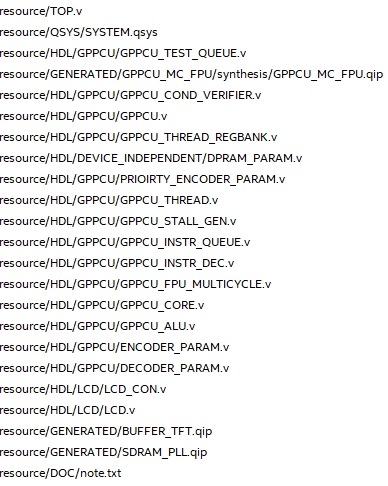 resource/TOP.v
resource/QSYS/SYSTEM.qsys
resource/HDL/GPPCU/GPPCU_TEST_QUEUE.v
resource/GENERATED/GPPCU_MC_FPU/synthesis/GPPCU_MC_FPU.qip
resource/HDL/GPPCU/GPPCU_COND_VERIFIER.v
resource/HDL/GPPCU/GPPCU.v
resource/HDL/GPPCU/GPPCU_THREAD_REGBANK.v
resource/HDL/DEVICE_INDEPENDENT/DPRAM_PARAM.v
resource/HDL/GPPCU/PRIOIRTY_ENCODER_PARAM.v
resource/HDL/GPPCU/GPPCU_THREAD.v
resource/HDL/GPPCU/GPPCU_STALL_GEN.v
resource/HDL/GPPCU/GPPCU_INSTR_QUEUE.v
resource/HDL/GPPCU/GPPCU_INSTR_DEC.v
resource/HDL/GPPCU/GPPCU_FPU_MULTICYCLE.v
resource/HDL/GPPCU/GPPCU_CORE.v
resource/HDL/GPPCU/GPPCU_ALU.v
resource/HDL/GPPCU/ENCODER_PARAM.v
resource/HDL/GPPCU/DECODER_PARAM.v
resource/HDL/LCD/LCD_CON.v
resource/HDL/LCD/LCD.v
resource/GENERATED/BUFFER_TFT.qip
resource/GENERATED/SDRAM_PLL.qip
resource/DOC/note.txt